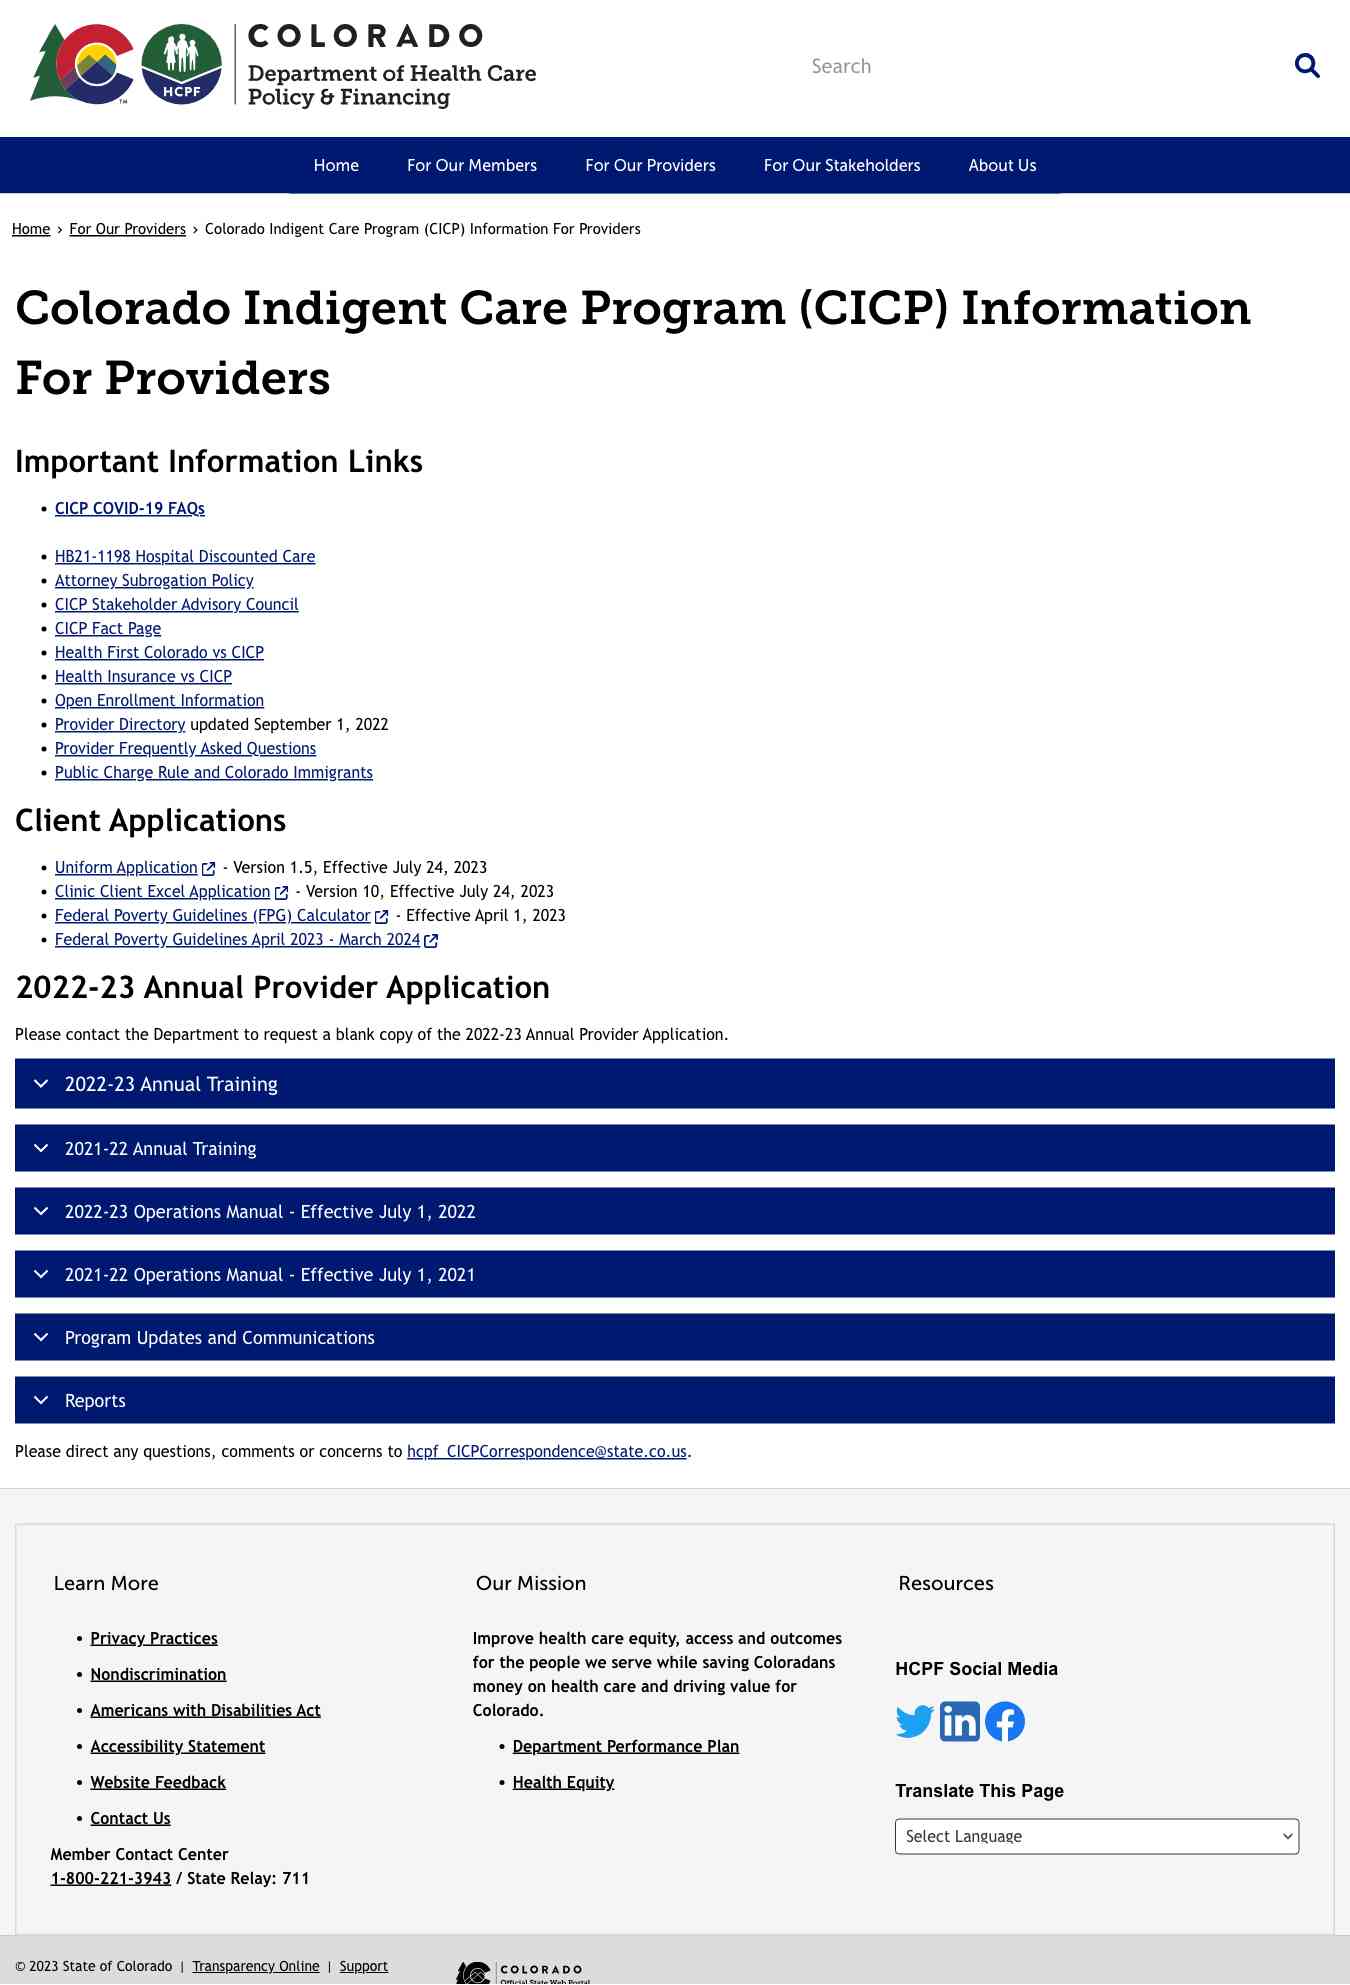 HCPF
TM
COLORADO
Department of Health Care
Policy & Financing
Search
Home
For Our Members
For Our Providers
For Our Stakeholders
About Us
Home › For Our Providers › Colorado Indigent Care Program (CICP) Information For Providers
Colorado Indigent Care Program (CICP) Information
For Providers
Important Information Links
• CICP COVID-19 FAQs
• HB21-1198 Hospital Discounted Care
• Attorney Subrogation Policy
• CICP Stakeholder Advisory Council
• CICP Fact Page
• Health First Colorado vs CICP
• Health Insurance vs CICP
• Open Enrollment Information
• Provider Directory updated September 1, 2022
• Provider Frequently Asked Questions
• Public Charge Rule and Colorado Immigrants
Client Applications
• Uniform Application - Version 1.5, Effective July 24, 2023
• Clinic Client Excel Application - Version 10, Effective July 24, 2023
• Federal Poverty Guidelines (FPG) Calculator - Effective April 1, 2023
• Federal Poverty Guidelines April 2023 - March 2024
2022-23 Annual Provider Application
Please contact the Department to request a blank copy of the 2022-23 Annual Provider Application.
2022-23 Annual Training
2021-22 Annual Training
2022-23 Operations Manual - Effective July 1, 2022
2021-22 Operations Manual - Effective July 1, 2021
Program Updates and Communications
Reports
Please direct any questions, comments or concerns to hcpf_CICPCorrespondence@state.co.us.
Learn More
• Privacy Practices
• Nondiscrimination
• Americans with Disabilities Act
• Accessibility Statement
• Website Feedback
• Contact Us
Member Contact Center
1-800-221-3943 / State Relay: 711
Our Mission
Improve health care equity, access and outcomes
for the people we serve while saving Coloradans
money on health care and driving value for
Colorado.
• Department Performance Plan
• Health Equity
Resources
HCPF Social Media
in
Translate This Page
Select Language
© 2023 State of Colorado | Transparency Online | Support
COLORADO
Official State Web Portal